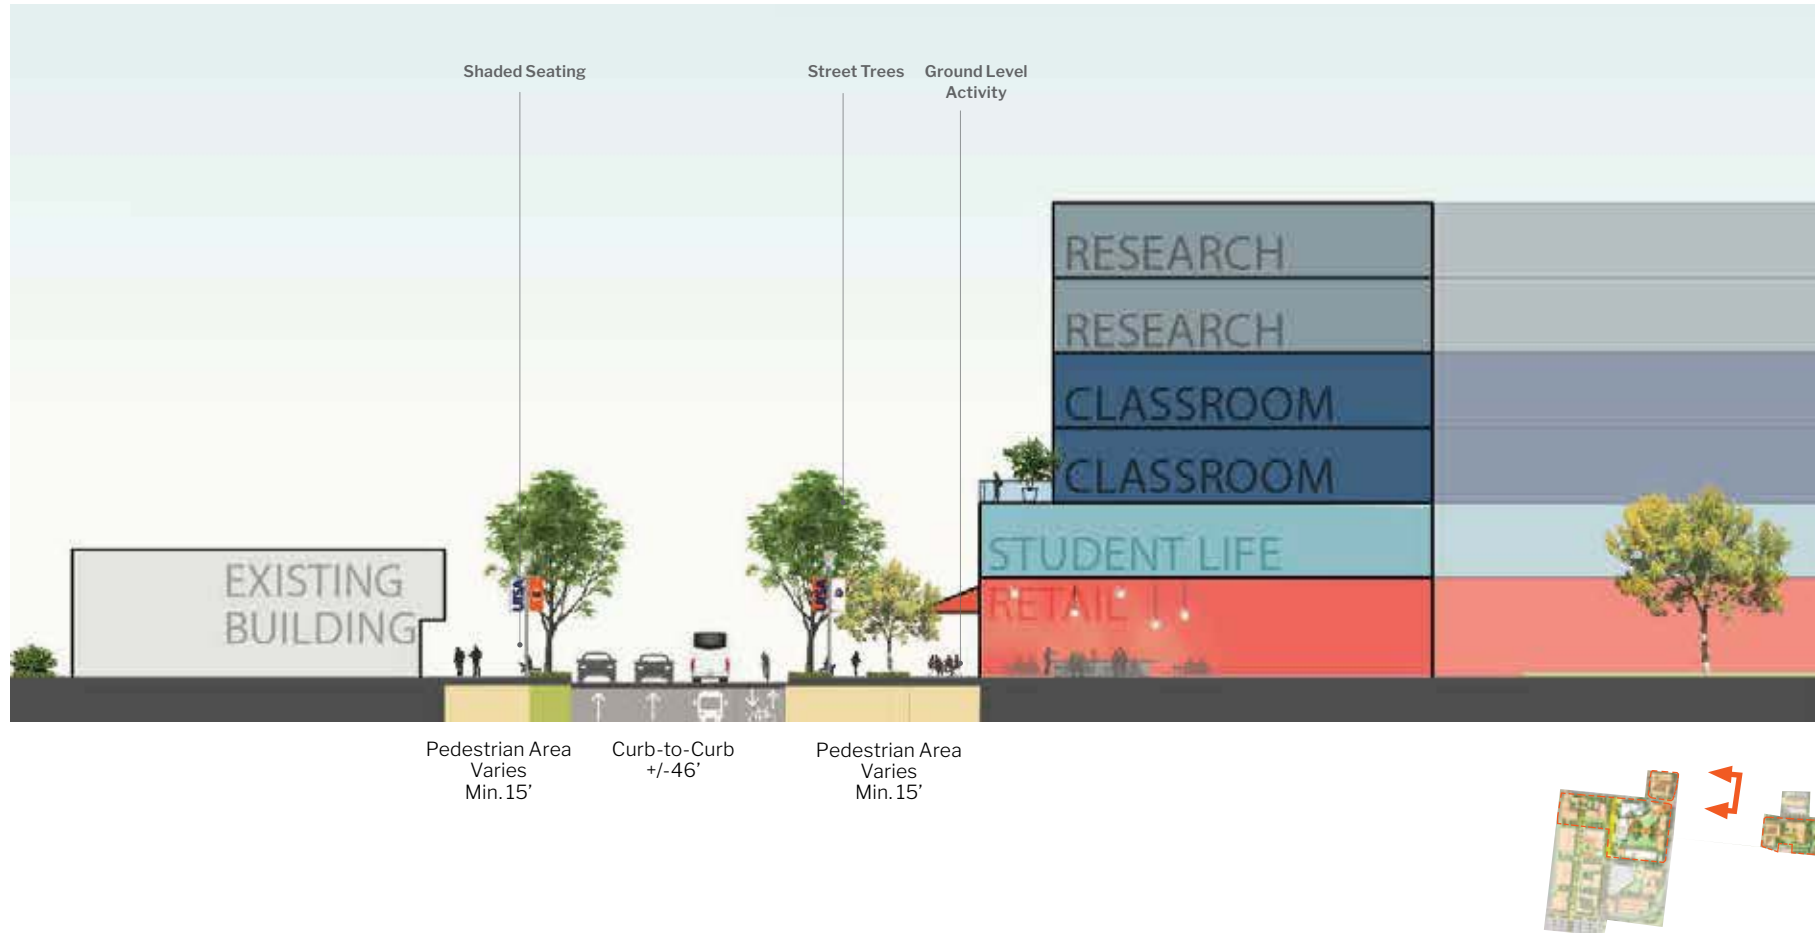 Shaded Seating
Street Trees
Ground Level
Activity
RESEARCH
RESEARCH
CLASSROOM
CLASSROOM
STUDENT LIFE
RETAIL
EXISTING
BUILDING
Pedestrian Area
Varies
Min. 15’
Curb-to-Curb
+/-46’
Pedestrian Area
Varies
Min. 15’